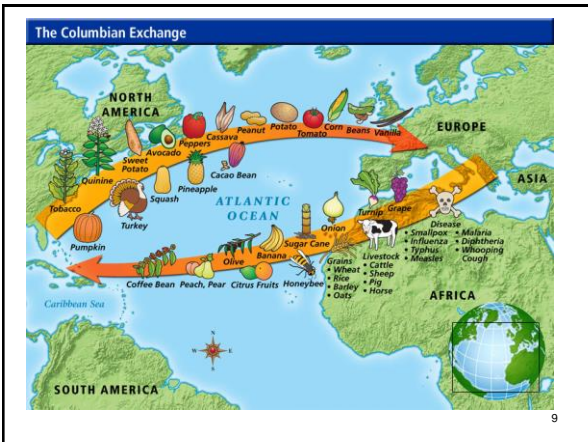 The Columbian Exchange
NORTH
AMERICA
Sweet
Potato
Avocado
Peppers
Cassava
Peanut
Potato
Tomato
Corn
Beans
Vanilla
EUROPE
Quinine
Squash
Pineapple
Cacao Bean
ASIA
Tobacco
Turkey
Pumpkin
ATLANTIC
OCEAN
Onion
Turnip
Grape
Disease
• Smallpox
• Influenza
• Typhus
• Measles
• Malaria
• Diphtheria
• Whooping
Cough
Sugar Cane
Banana
Olive
Coffee Bean
Peach, Pear
Citrus Fruits
Honeybee
Grains
• Wheat
• Rice
• Barley
• Oats
Livestock
• Cattle
• Sheep
• Pig
• Horse
AFRICA
Caribbean Sea
N
S
W
E
SOUTH AMERICA
9